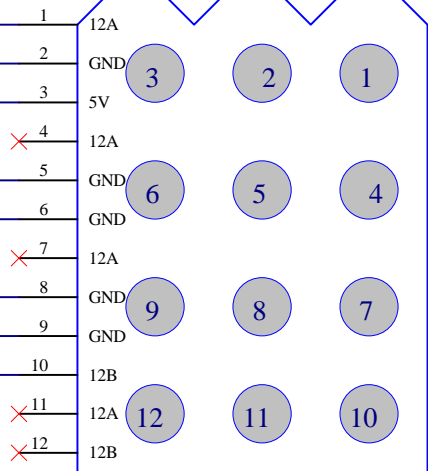 1 12A
2 GND
3 2 1
3 5V
4 12A
5 GND
6 5 4
6 GND
7 12A
8 GND
9 8 7
9 GND
10 12B
11 12A
12 11 10
12 12B